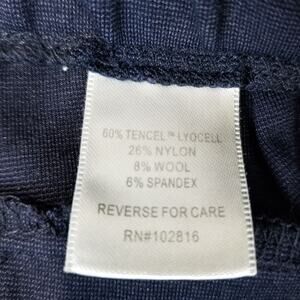 60% TENCEL™ LYOCELL
26% NYLON
8% WOOL
6% SPANDEX
REVERSE FOR CARE
RN#102816